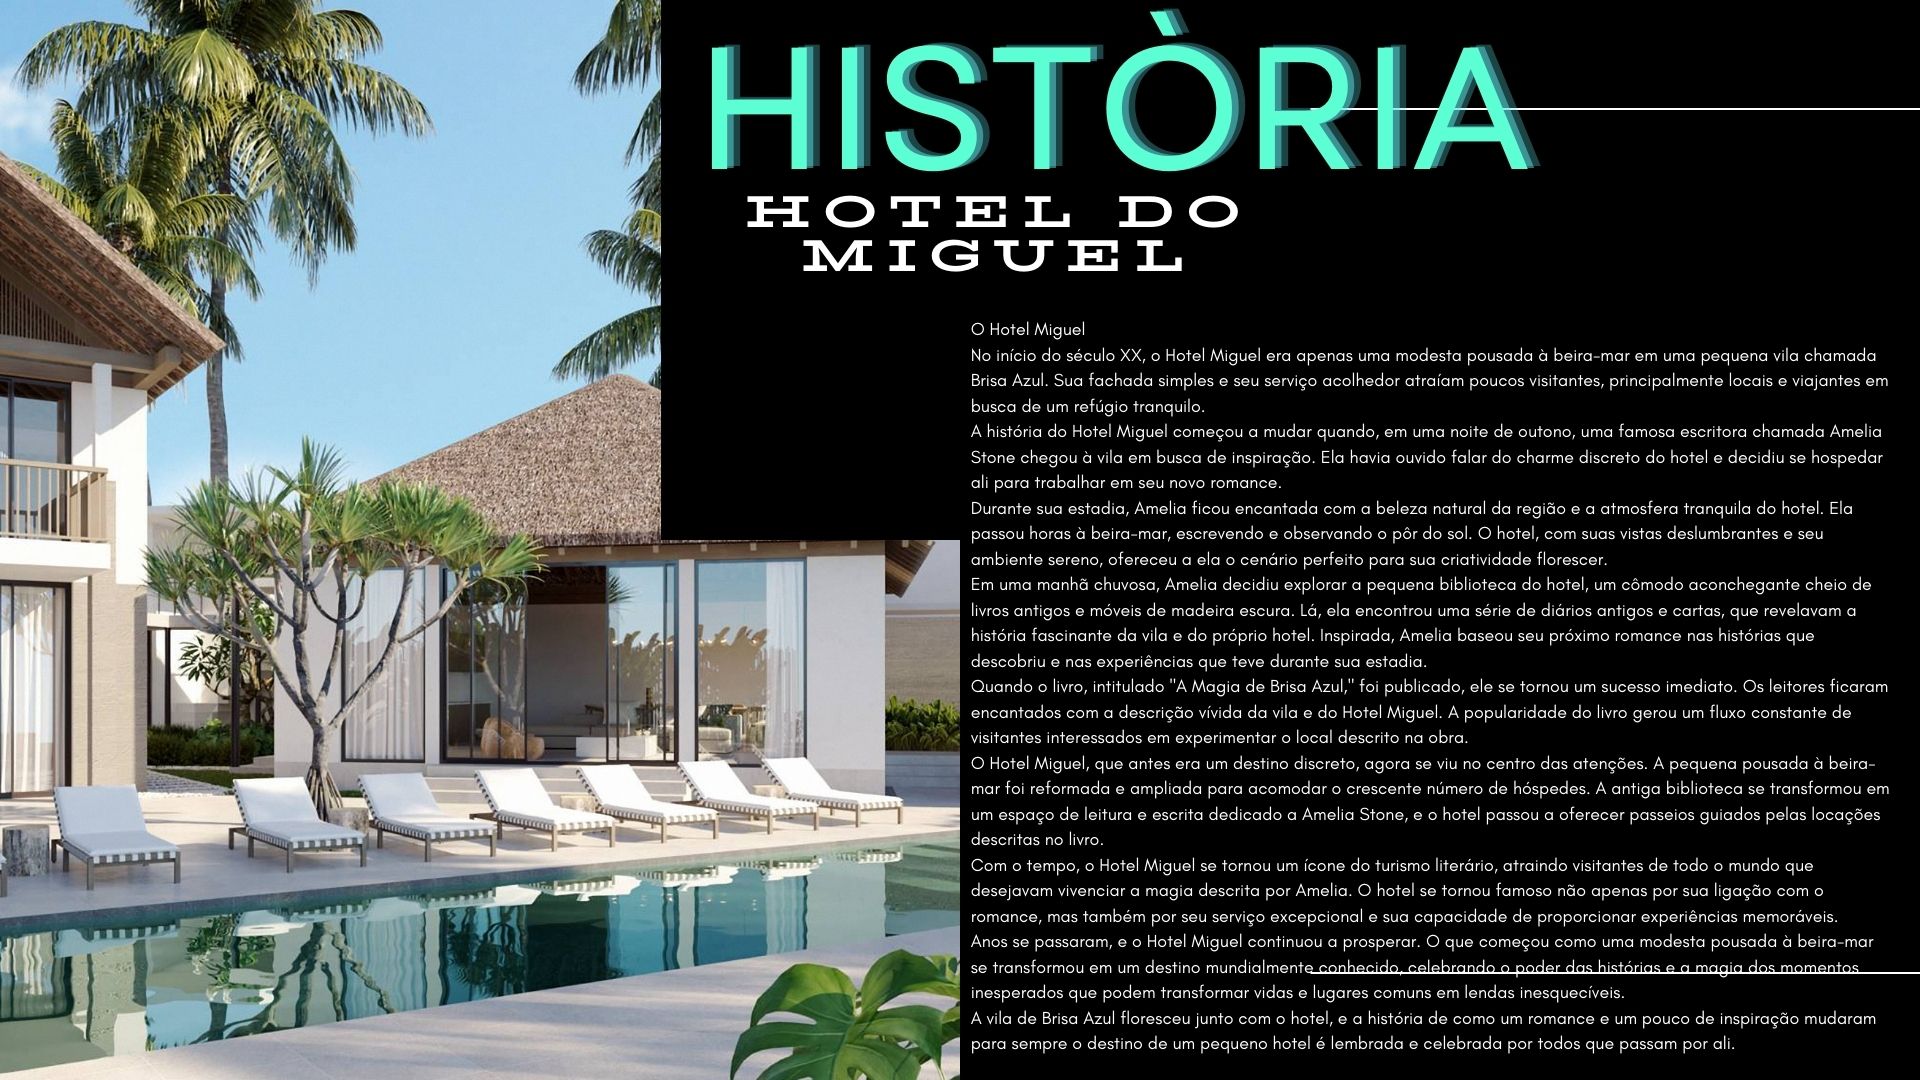 HISTÒRIA
HOTEL DO
MIGUEL
O Hotel Miguel
No início do século XX, o Hotel Miguel era apenas uma modesta pousada à beira-mar em uma pequena vila chamada
Brisa Azul. Sua fachada simples e seu serviço acolhedor atraíam poucos visitantes, principalmente locais e viajantes em
busca de um refúgio tranquilo.
A história do Hotel Miguel começou a mudar quando, em uma noite de outono, uma famosa escritora chamada Amelia
Stone chegou à vila em busca de inspiração. Ela havia ouvido falar do charme discreto do hotel e decidiu se hospedar
ali para trabalhar em seu novo romance.
Durante sua estadia, Amelia ficou encantada com a beleza natural da região e a atmosfera tranquila do hotel. Ela
passou horas à beira-mar, escrevendo e observando o pôr do sol. O hotel, com suas vistas deslumbrantes e seu
ambiente sereno, ofereceu a ela o cenário perfeito para sua criatividade florescer.
Em uma manhã chuvosa, Amelia decidiu explorar a pequena biblioteca do hotel, um cômodo aconchegante cheio de
livros antigos e móveis de madeira escura. Lá, ela encontrou uma série de diários antigos e cartas, que revelavam a
história fascinante da vila e do próprio hotel. Inspirada, Amelia baseou seu próximo romance nas histórias que
descobriu e nas experiências que teve durante sua estadia.
Quando o livro, intitulado "A Magia de Brisa Azul," foi publicado, ele se tornou um sucesso imediato. Os leitores ficaram
encantados com a descrição vívida da vila e do Hotel Miguel. A popularidade do livro gerou um fluxo constante de
visitantes interessados em experimentar o local descrito na obra.
O Hotel Miguel, que antes era um destino discreto, agora se viu no centro das atenções. A pequena pousada à beira-
mar foi reformada e ampliada para acomodar o crescente número de hóspedes. A antiga biblioteca se transformou em
um espaço de leitura e escrita dedicado a Amelia Stone, e o hotel passou a oferecer passeios guiados pelas locações
descritas no livro.
Com o tempo, o Hotel Miguel se tornou um ícone do turismo literário, atraindo visitantes de todo o mundo que
desejavam vivenciar a magia descrita por Amelia. O hotel se tornou famoso não apenas por sua ligação com o
romance, mas também por seu serviço excepcional e sua capacidade de proporcionar experiências memoráveis.
Anos se passaram, e o Hotel Miguel continuou a prosperar. O que começou como uma modesta pousada à beira-mar
se transformou em um destino mundialmente conhecido, celebrando o poder das histórias e a magia dos momentos
inesperados que podem transformar vidas e lugares comuns em lendas inesquecíveis.
A vila de Brisa Azul floresceu junto com o hotel, e a história de como um romance e um pouco de inspiração mudaram
para sempre o destino de um pequeno hotel é lembrada e celebrada por todos que passam por ali.